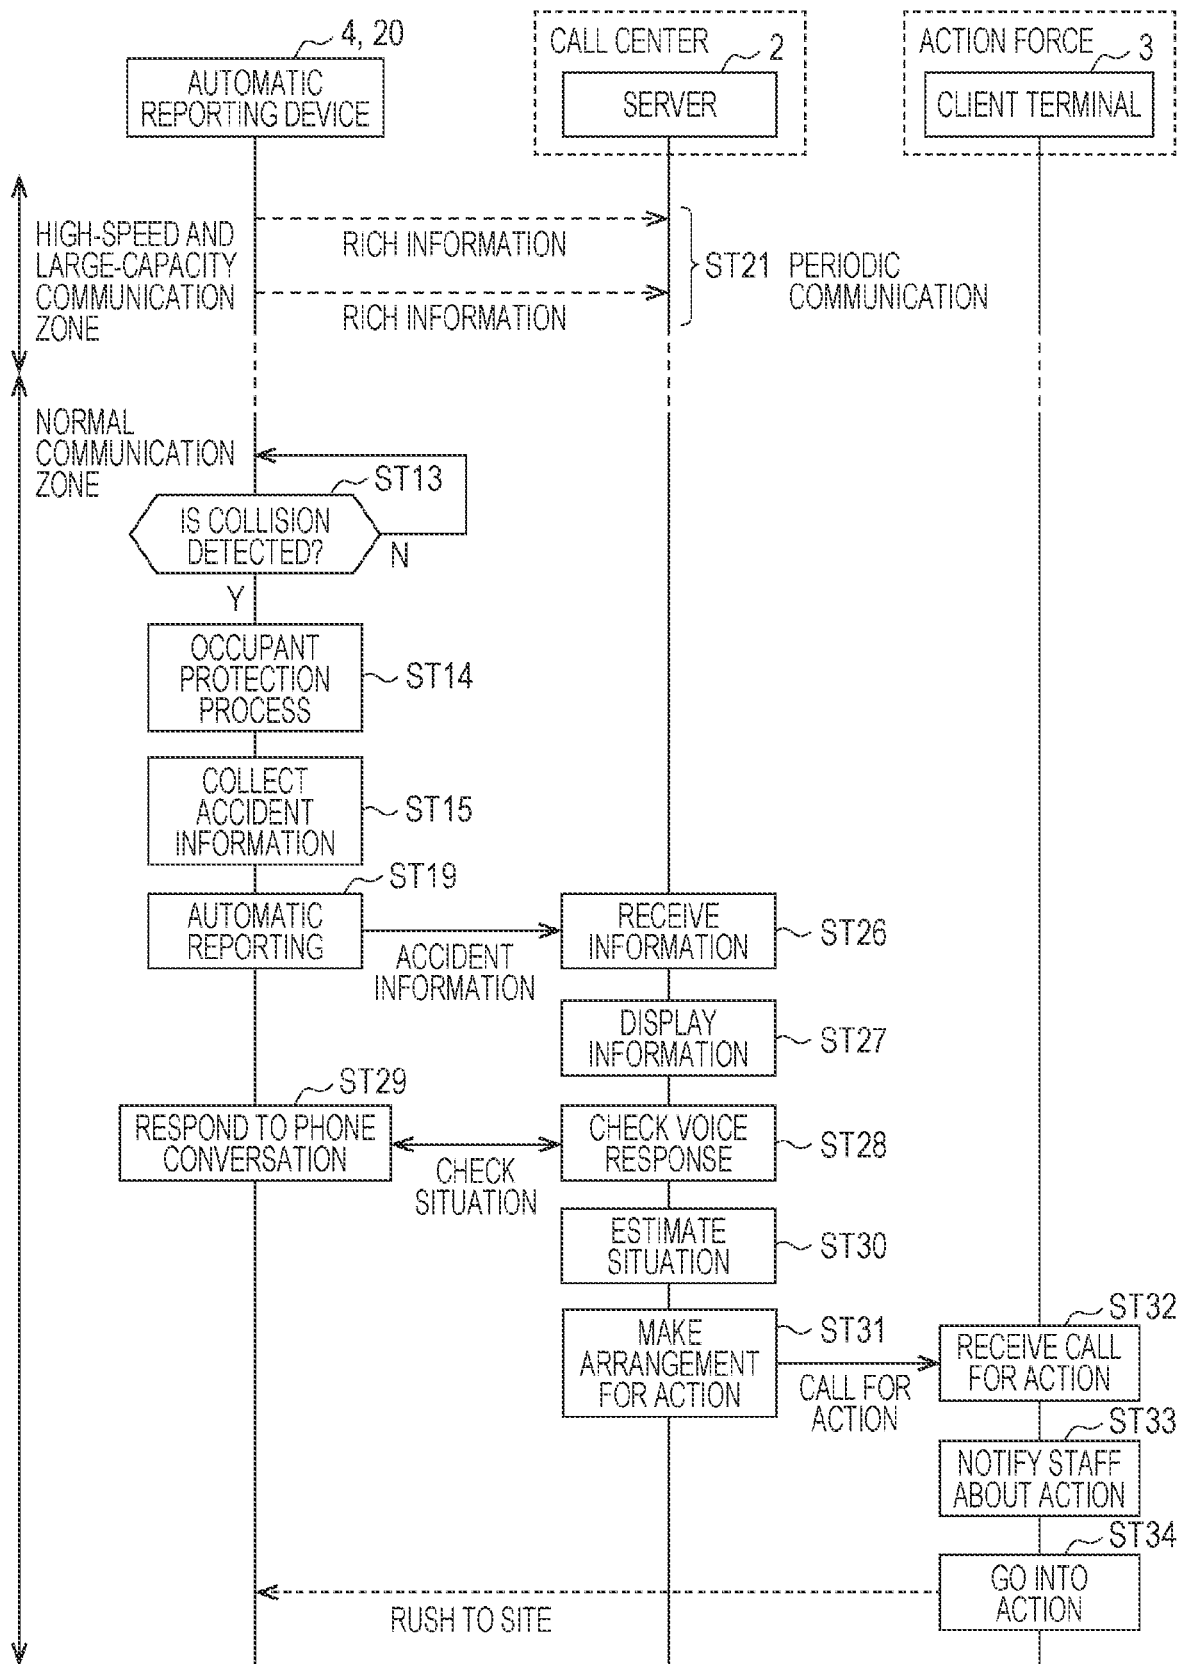 4, 20
AUTOMATIC
REPORTING DEVICE
CALL CENTER
2
SERVER
ACTION FORCE
3
CLIENT TERMINAL
HIGH-SPEED AND
LARGE-CAPACITY
COMMUNICATION
ZONE
RICH INFORMATION
RICH INFORMATION
ST21 PERIODIC
COMMUNICATION
NORMAL
COMMUNICATION
ZONE
ST13
IS COLLISION
DETECTED?
N
Y
OCCUPANT
PROTECTION
PROCESS
ST14
COLLECT
ACCIDENT
INFORMATION
ST15
ST19
AUTOMATIC
REPORTING
ACCIDENT
INFORMATION
RECEIVE
INFORMATION
ST26
DISPLAY
INFORMATION
ST27
ST29
RESPOND TO PHONE
CONVERSATION
CHECK
SITUATION
CHECK VOICE
RESPONSE
ST28
ESTIMATE
SITUATION
ST30
MAKE
ARRANGEMENT
FOR ACTION
ST31
CALL FOR
ACTION
ST32
RECEIVE CALL
FOR ACTION
ST33
NOTIFY STAFF
ABOUT ACTION
ST34
GO INTO
ACTION
RUSH TO SITE